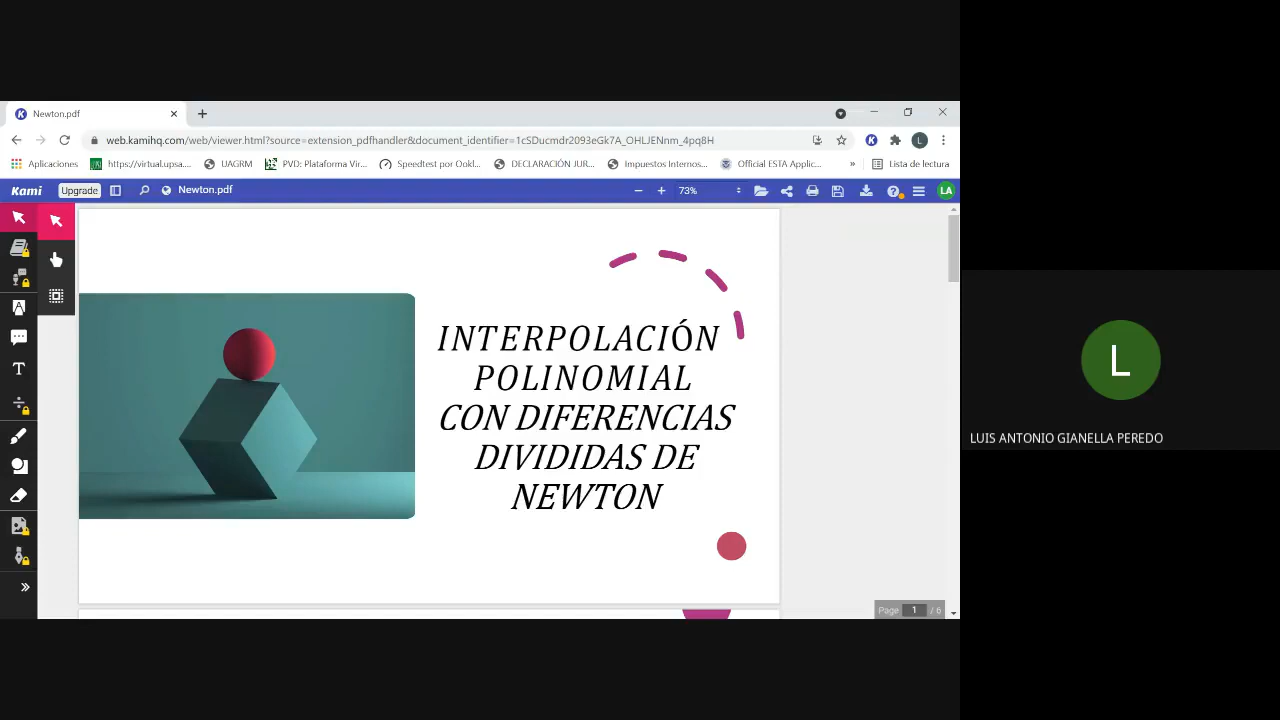 Newton.pdf
web.kamihq.com/web/viewer.html?source=extension_pdfhandler&document_identifier=1cSDucmdr2093eGk7A_OHLJENnm_4pq8H
L
Aplicaciones https://virtual.upsa.... UAGRM PVD: Plataforma Vir... Speedtest por Ookl... DECLARACIÓN JUR... Impuestos Internos... Official ESTA Applic... » Lista de lectura
Kami Upgrade Newton.pdf 73% LA
INTERPOLACIÓN
POLINOMIAL
CON DIFERENCIAS
DIVIDIDAS DE
NEWTON
Page 1 / 6
L
LUIS ANTONIO GIANELLA PEREDO